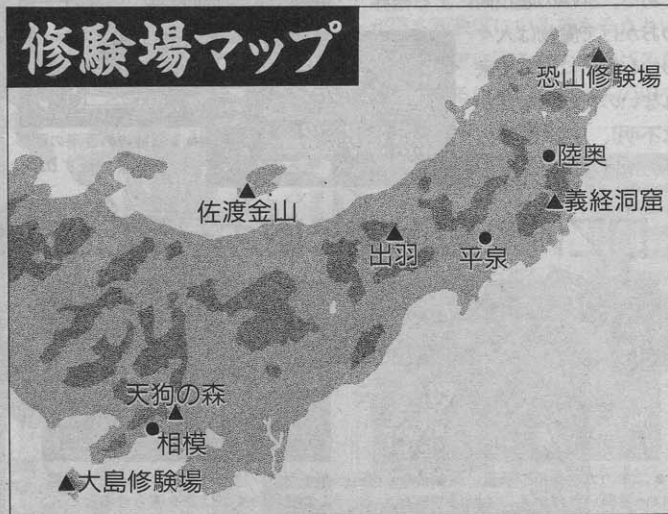 修験場マップ
恐山修験場
陸奥
佐渡金山
義経洞窟
出羽
平泉
天狗の森
相模
大島修験場